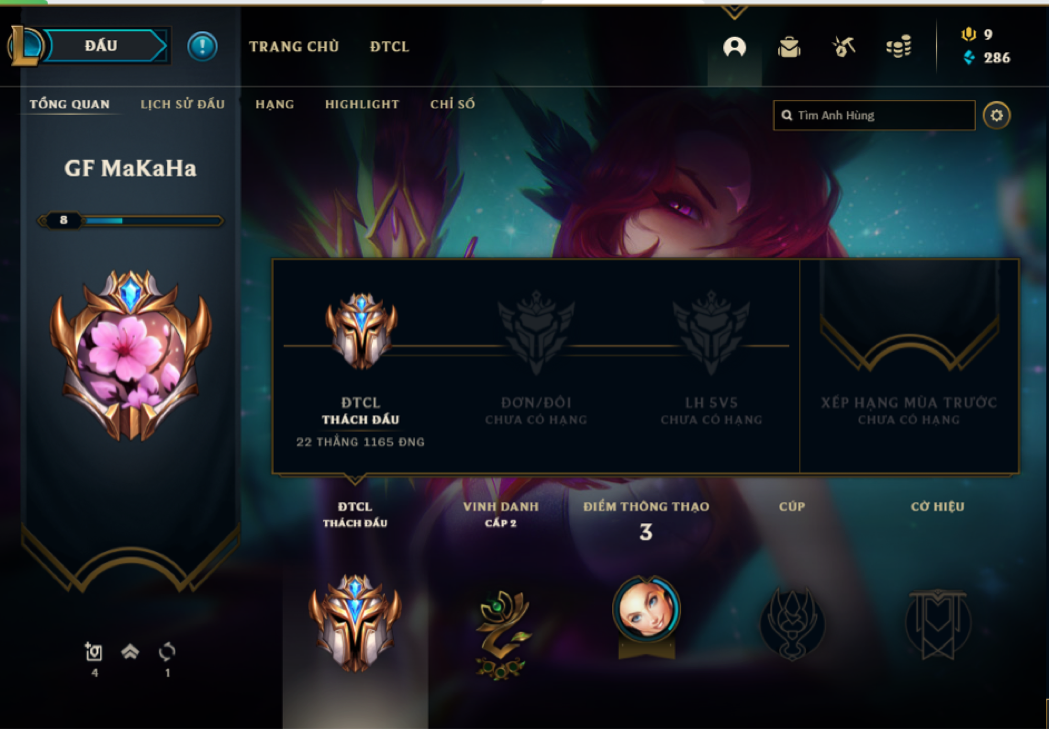 ĐẤU
TRANG CHỦ
ĐTCL
9
286
TỔNG QUAN
LỊCH SỬ ĐẤU
HẠNG
HIGHLIGHT
CHỈ SỐ
Tìm Anh Hùng
GF MaKaHa
8
ĐTCL
THÁCH ĐẤU
22 THẮNG 1165 ĐNG
ĐƠN/ĐÔI
CHƯA CÓ HẠNG
LH 5V5
CHƯA CÓ HẠNG
XẾP HẠNG MÙA TRƯỚC
CHƯA CÓ HẠNG
ĐTCL
THÁCH ĐẤU
VINH DANH
CẤP 2
ĐIỂM THÔNG THẠO
3
CÚP
CỜ HIỆU
4
1